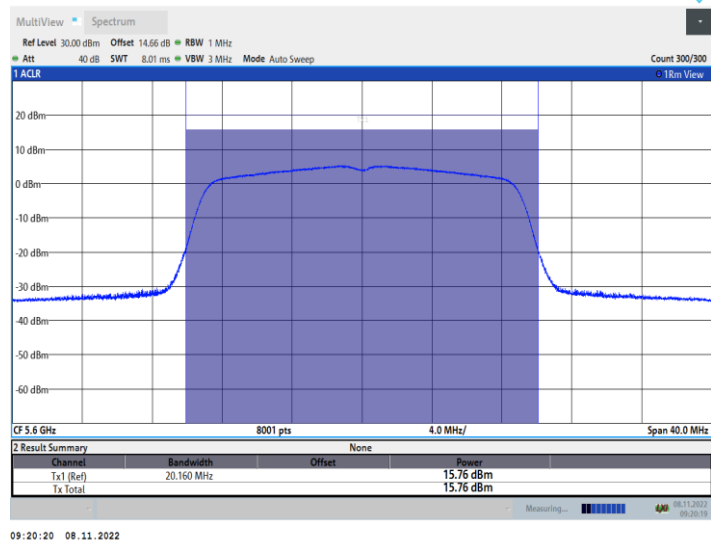 MultiView Spectrum
Ref Level 30.00 dBm Offset 14.66 dB RBW 1 MHz
Att 40 dB SWT 8.01 ms VBW 3 MHz Mode Auto Sweep Count 300/300
1 ACLR 1Rm View
20 dBm
10 dBm
0 dBm
-10 dBm
-20 dBm
-30 dBm
-40 dBm
-50 dBm
-60 dBm
CF 5.6 GHz 8001 pts 4.0 MHz/ Span 40.0 MHz
2 Result Summary None
Channel Bandwidth Offset Power
Tx1 (Ref) 20.160 MHz 15.76 dBm
Tx Total 15.76 dBm
Measuring... 08.11.2022
09:20:19
09:20:20 08.11.2022